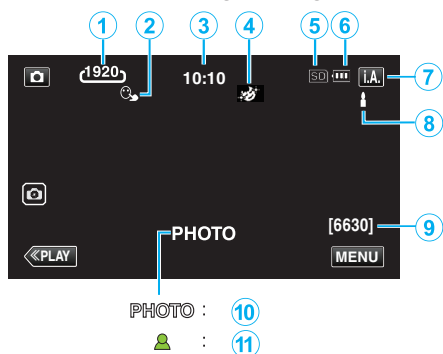 1 2 3 4 5 6
1920 10:10 SD i.A. 7
8
[6630] 9
PHOTO
≪PLAY MENU
PHOTO : 10
: 11